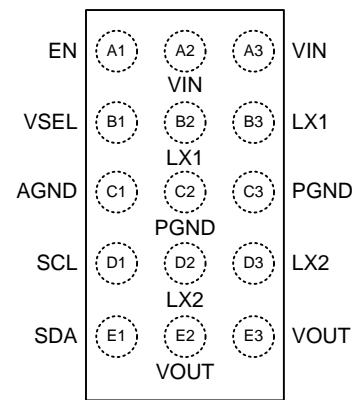 EN A1 A2 A3 VIN
VIN
VSEL B1 B2 B3 LX1
LX1
AGND C1 C2 C3 PGND
PGND
SCL D1 D2 D3 LX2
LX2
SDA E1 E2 E3 VOUT
VOUT